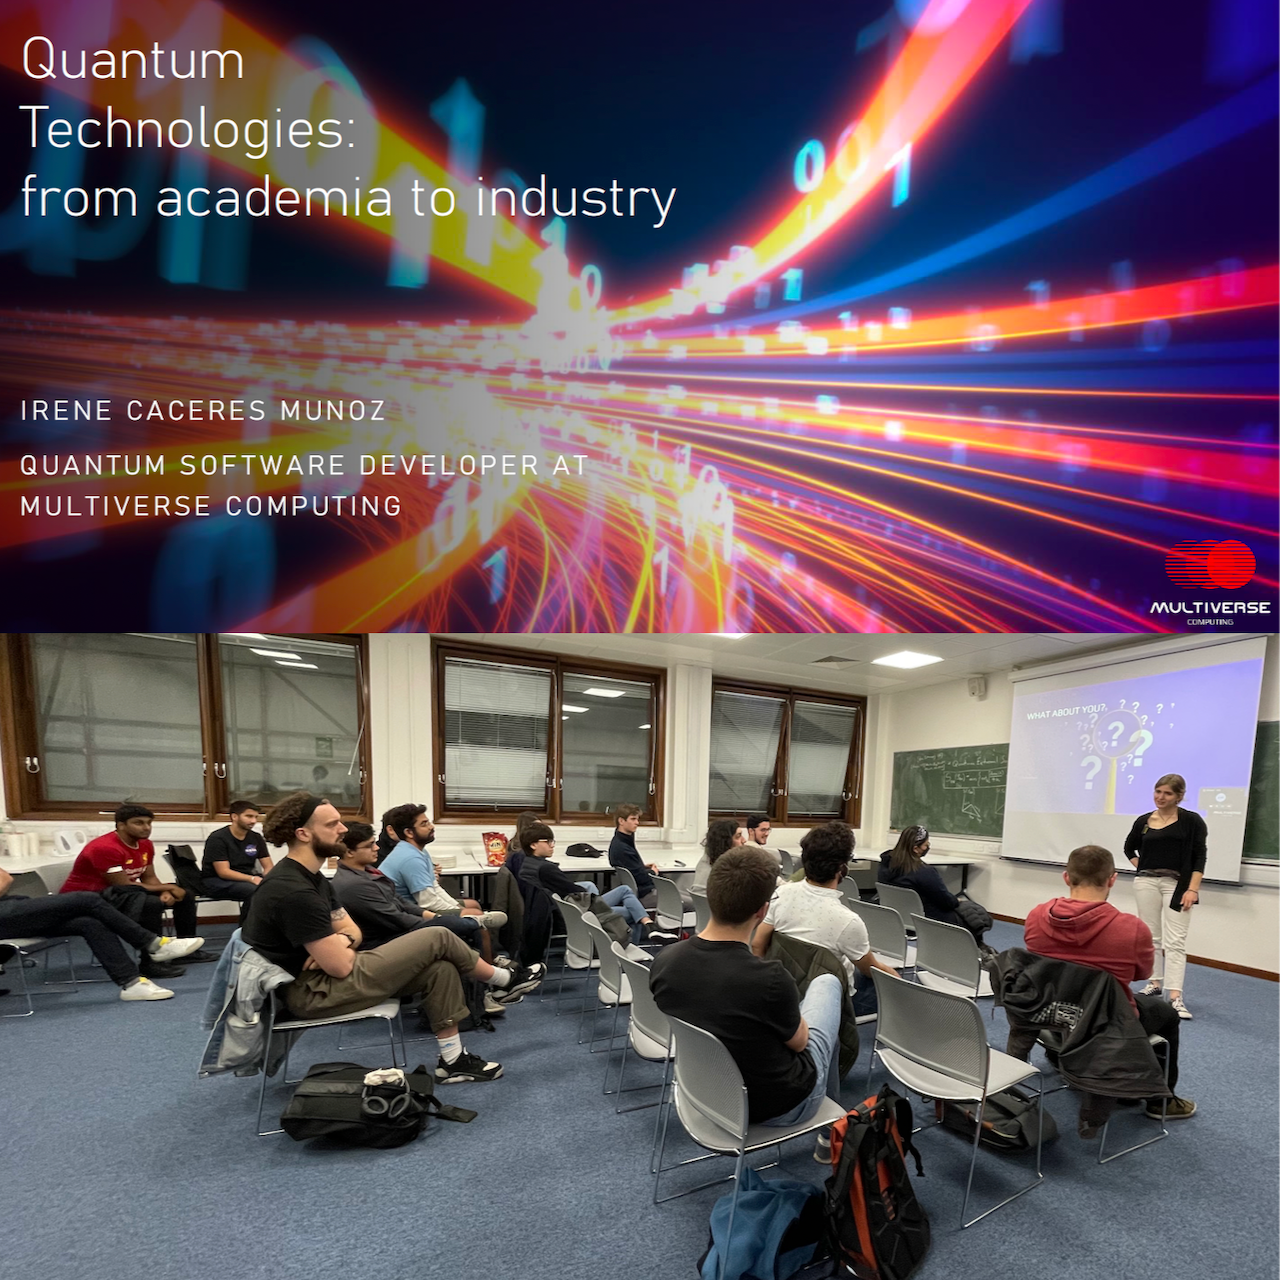 Quantum
Technologies:
from academia to industry
IRENE CACERES MUNOZ
QUANTUM SOFTWARE DEVELOPER AT
MULTIVERSE COMPUTING
MULTIVERSE
COMPUTING
WHAT ABOUT YOU?